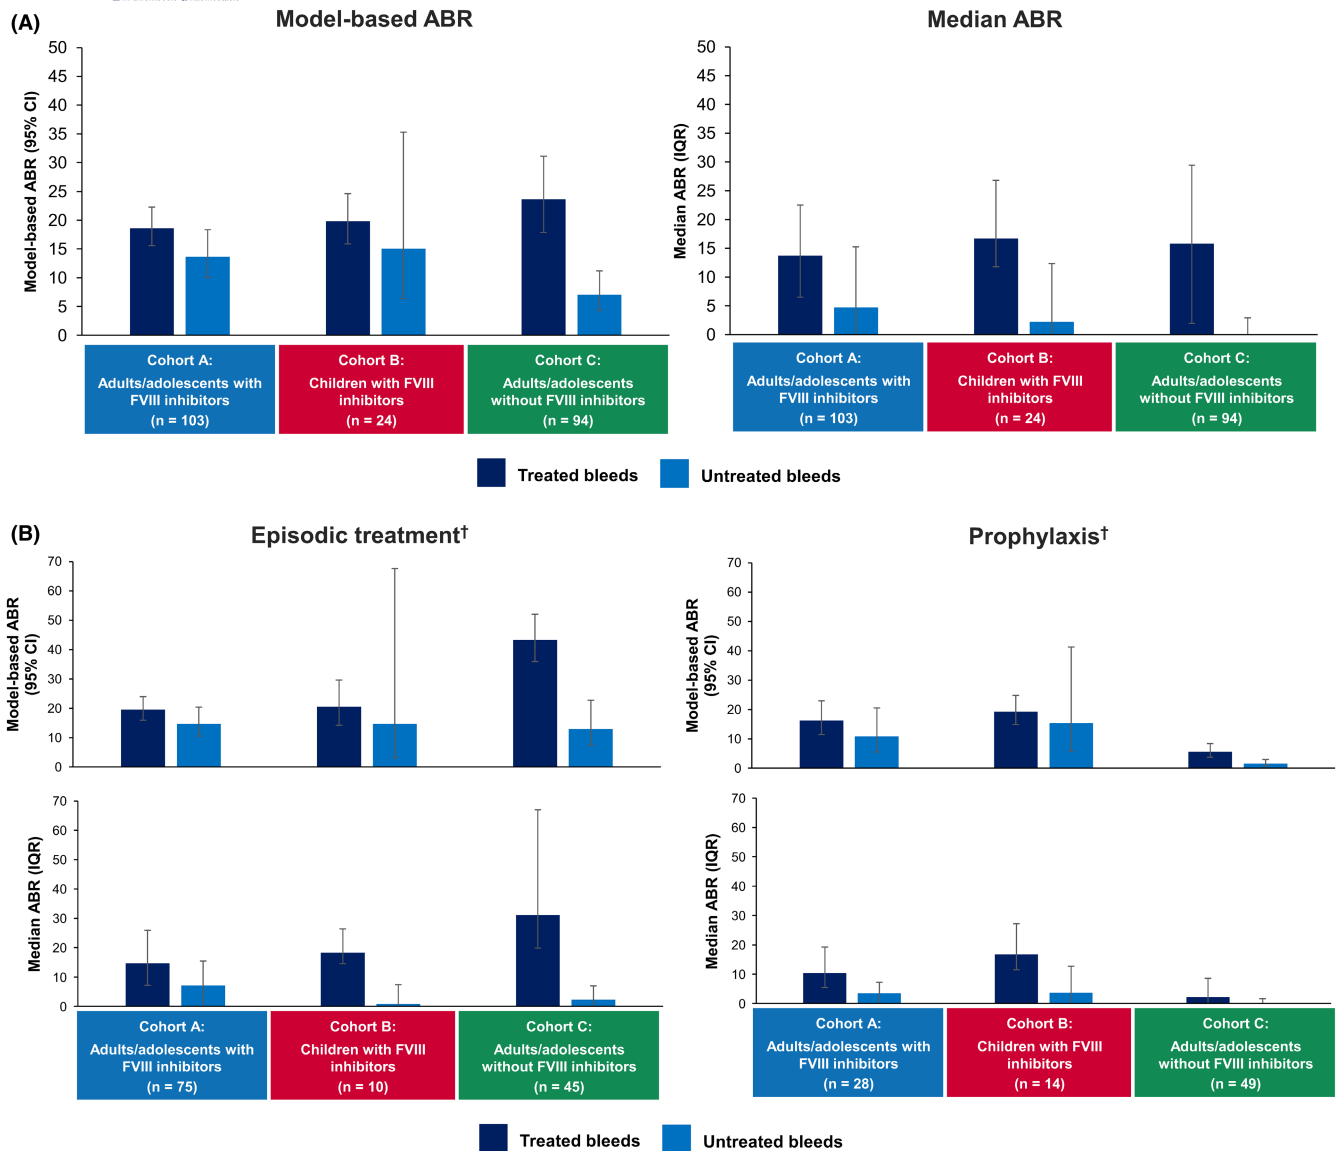 (A)
Model-based ABR
Median ABR
Model-based ABR (95% CI)
50
45
40
35
30
25
20
15
10
5
0
Median ABR (IQR)
50
45
40
35
30
25
20
15
10
5
0
Cohort A:
Adults/adolescents with
FVIII inhibitors
(n = 103)
Cohort B:
Children with FVIII
inhibitors
(n = 24)
Cohort C:
Adults/adolescents
without FVIII inhibitors
(n = 94)
Cohort A:
Adults/adolescents with
FVIII inhibitors
(n = 103)
Cohort B:
Children with FVIII
inhibitors
(n = 24)
Cohort C:
Adults/adolescents
without FVIII inhibitors
(n = 94)
Treated bleeds
Untreated bleeds
(B)
Episodic treatment†
Prophylaxis†
Model-based ABR
(95% CI)
70
60
50
40
30
20
10
0
Model-based ABR
(95% CI)
70
60
50
40
30
20
10
0
Median ABR (IQR)
70
60
50
40
30
20
10
0
Median ABR (IQR)
70
60
50
40
30
20
10
0
Cohort A:
Adults/adolescents with
FVIII inhibitors
(n = 75)
Cohort B:
Children with FVIII
inhibitors
(n = 10)
Cohort C:
Adults/adolescents
without FVIII inhibitors
(n = 45)
Cohort A:
Adults/adolescents with
FVIII inhibitors
(n = 28)
Cohort B:
Children with FVIII
inhibitors
(n = 14)
Cohort C:
Adults/adolescents
without FVIII inhibitors
(n = 49)
Treated bleeds
Untreated bleeds